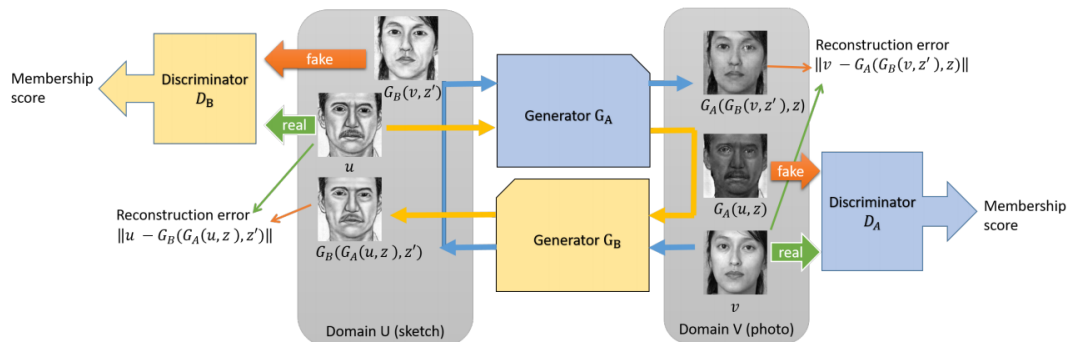 Membership
score
Discriminator
D_B
fake
real
G_B(v, z′)
u
G_B(G_A(u, z), z′)
Reconstruction error
‖u − G_B(G_A(u, z), z′)‖
Domain U (sketch)
Generator G_A
Generator G_B
G_A(G_B(v, z′), z)
G_A(u, z)
v
Domain V (photo)
Reconstruction error
‖v − G_A(G_B(v, z′), z)‖
fake
real
Discriminator
D_A
Membership
score